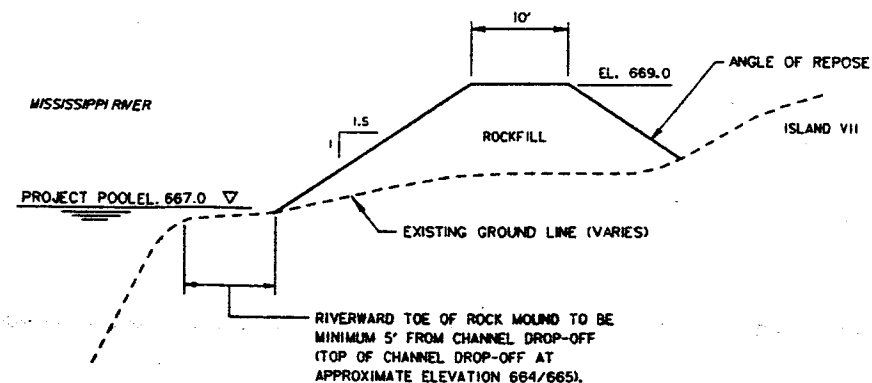 10'
EL. 669.0
ANGLE OF REPOSE
MISSISSIPPI RIVER
1.5
1
ROCKFILL
ISLAND VII
PROJECT POOLEL. 667.0
EXISTING GROUND LINE (VARIES)
RIVERWARD TOE OF ROCK MOUND TO BE
MINIMUM 5' FROM CHANNEL DROP-OFF
(TOP OF CHANNEL DROP-OFF AT
APPROXIMATE ELEVATION 664/665).